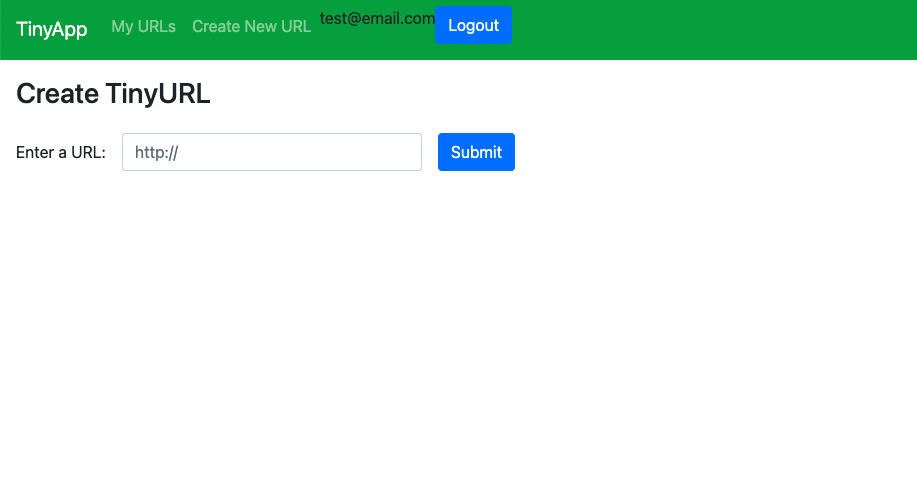 TinyApp My URLs Create New URL test@email.com Logout
Create TinyURL
Enter a URL: http:// Submit